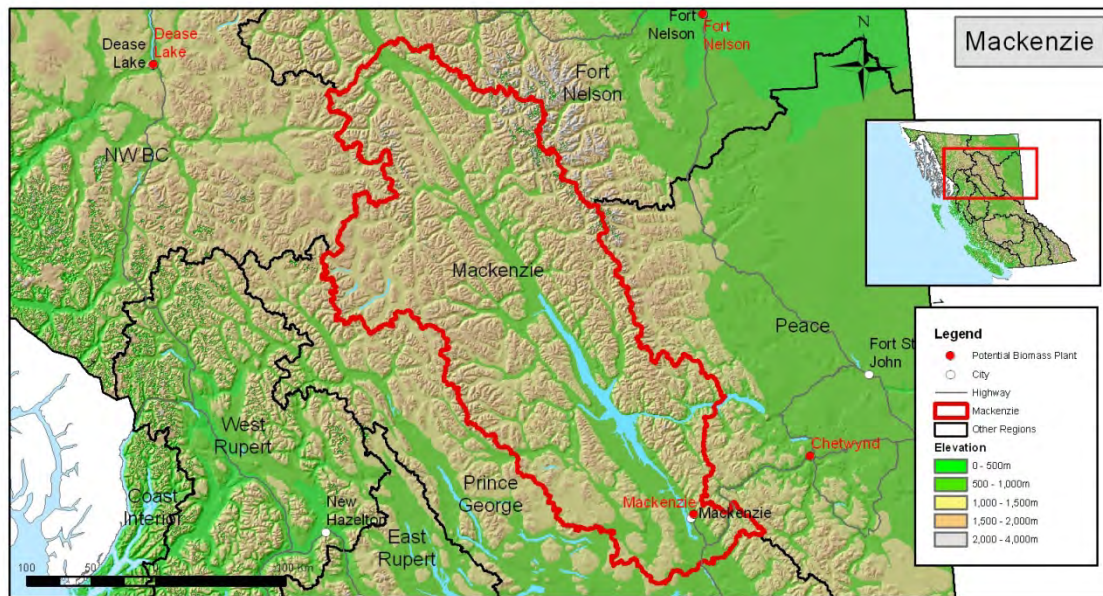 Mackenzie
N
Fort
Nelson
Fort
Nelson
Dease
Lake
Dease
Lake
Fort
Nelson
NW BC
Mackenzie
Peace
Fort St
John
West
Rupert
Chetwynd
Coast
Interior
Prince
George
Mackenzie
Mackenzie
New
Hazelton
East
Rupert
100
50
100 Km
Legend
Potential Biomass Plant
City
Highway
Mackenzie
Other Regions
Elevation
0 - 500m
500 - 1,000m
1,000 - 1,500m
1,500 - 2,000m
2,000 - 4,000m